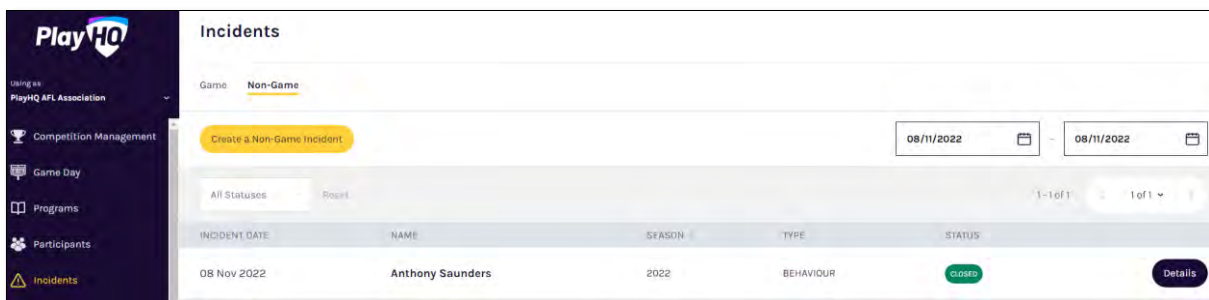 PlayHQ
Using as
PlayHQ AFL Association
Competition Management
Game Day
Programs
Participants
Incidents
Incidents
Game Non-Game
Create a Non-Game Incident
08/11/2022 - 08/11/2022
All Statuses Reset
1-1 of 1 1 of 1
INCIDENT DATE NAME SEASON TYPE STATUS
08 Nov 2022 Anthony Saunders 2022 BEHAVIOUR CLOSED Details